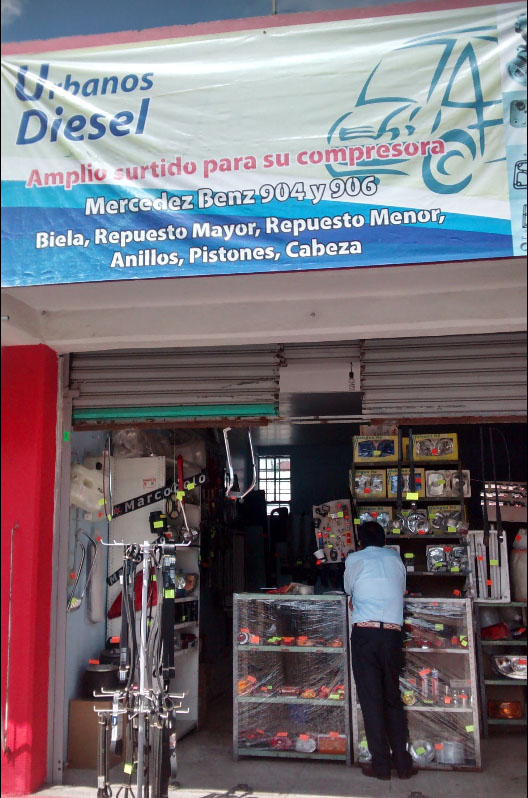 Urbanos
Diesel
Amplio surtido para su compresora
Mercedez Benz 904 y 906
Biela, Repuesto Mayor, Repuesto Menor,
Anillos, Pistones, Cabeza